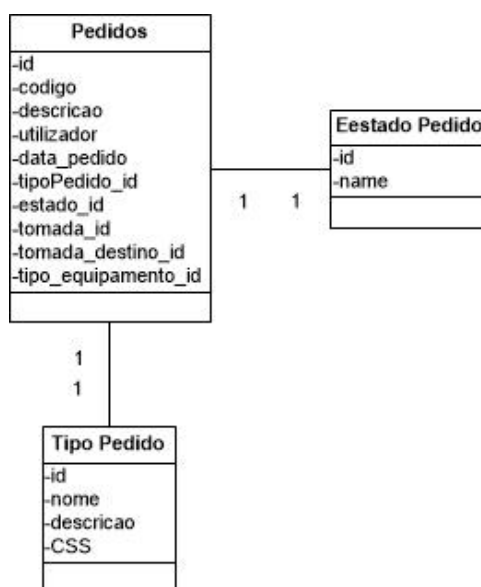 Pedidos
-id
-codigo
-descricao
-utilizador
-data_pedido
-tipoPedido_id
-estado_id
-tomada_id
-tomada_destino_id
-tipo_equipamento_id
Eestado Pedido
-id
-name
1 1
1
1
Tipo Pedido
-id
-nome
-descricao
-CSS